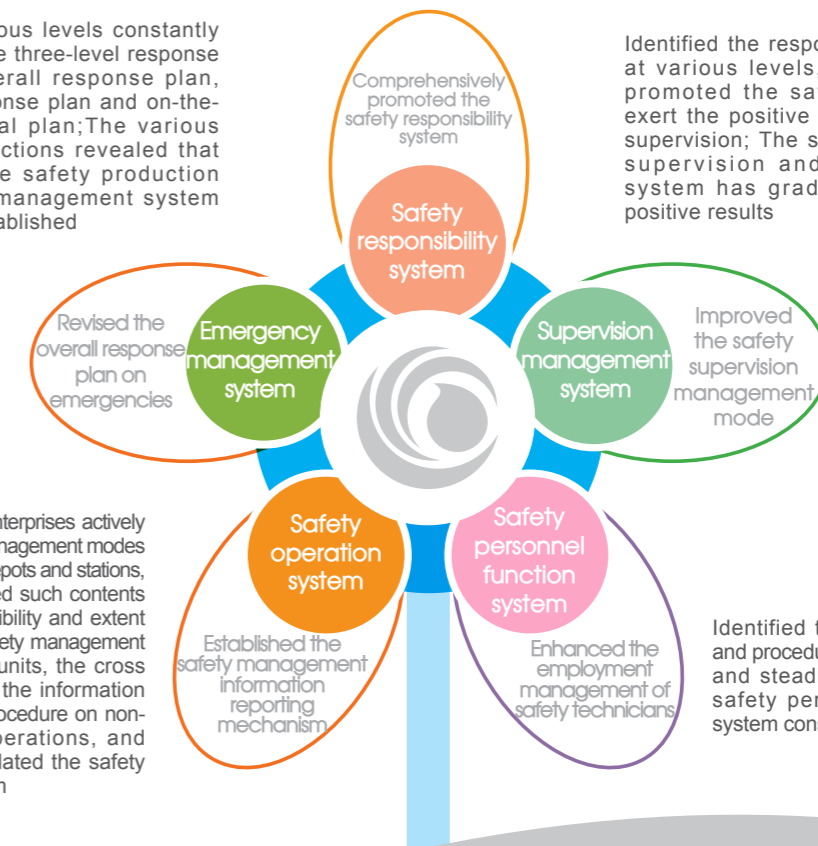 ous levels constantly
e three-level response
erall response plan,
onse plan and on-the-
al plan;The various
ctions revealed that
e safety production
management system
ablished
Comprehensively
promoted the
safety responsibility
system
Safety
responsibility
system
Identified the respo
at various levels,
promoted the saf
exert the positive
supervision; The s
supervision and
system has grad
positive results
Revised the
overall response
plan on
emergencies
Emergency
management
system
Supervision
management
system
Improved
the safety
supervision
management
mode
nterprises actively
nagement modes
epots and stations,
ed such contents
ibility and extent
ety management
units, the cross
the information
ocedure on non-
perations, and
lated the safety
m
Safety
operation
system
Established the
safety management
information
reporting
mechanism
Safety
personnel
function
system
Enhanced the
employment
management of
safety technicians
Identified t
and procedu
and stead
safety per
system cons